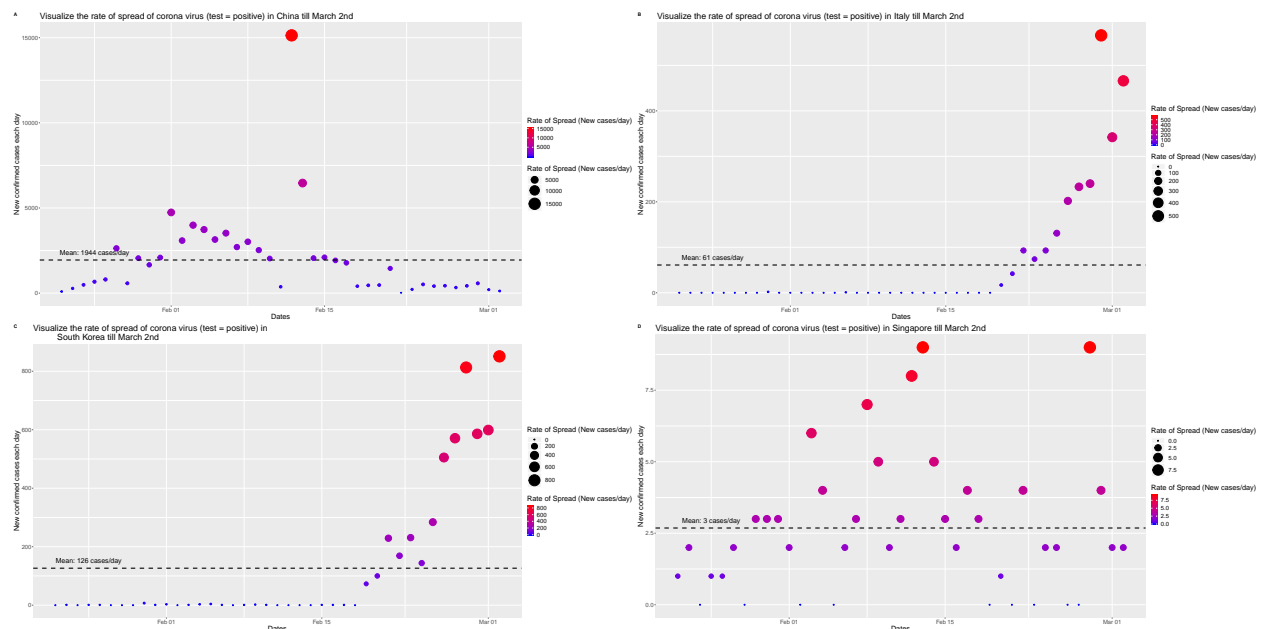 A
Visualize the rate of spread of corona virus (test = positive) in China till March 2nd
New confirmed cases each day
15000
10000
5000
0
Mean: 1944 cases/day
Feb 01
Feb 15
Mar 01
Dates
Rate of Spread (New cases/day)
15000
10000
5000
Rate of Spread (New cases/day)
5000
10000
15000
B
Visualize the rate of spread of corona virus (test = positive) in Italy till March 2nd
New confirmed cases each day
400
200
0
Mean: 61 cases/day
Feb 01
Feb 15
Mar 01
Dates
Rate of Spread (New cases/day)
500
400
300
200
100
0
Rate of Spread (New cases/day)
0
100
200
300
400
500
C
Visualize the rate of spread of corona virus (test = positive) in
South Korea till March 2nd
New confirmed cases each day
800
600
400
200
0
Mean: 126 cases/day
Feb 01
Feb 15
Mar 01
Dates
Rate of Spread (New cases/day)
0
200
400
600
800
Rate of Spread (New cases/day)
800
600
400
200
0
D
Visualize the rate of spread of corona virus (test = positive) in Singapore till March 2nd
New confirmed cases each day
7.5
5.0
2.5
0.0
Mean: 3 cases/day
Feb 01
Feb 15
Mar 01
Dates
Rate of Spread (New cases/day)
0.0
2.5
5.0
7.5
Rate of Spread (New cases/day)
7.5
5.0
2.5
0.0